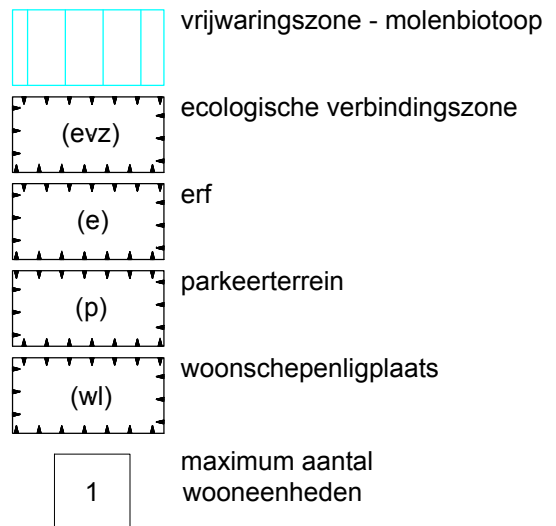 vrijwaringszone - molenbiotoop
(evz) ecologische verbindingszone
(e) erf
(p) parkeerterrein
(wl) woonschepenligplaats
maximum aantal
1 wooneenheden